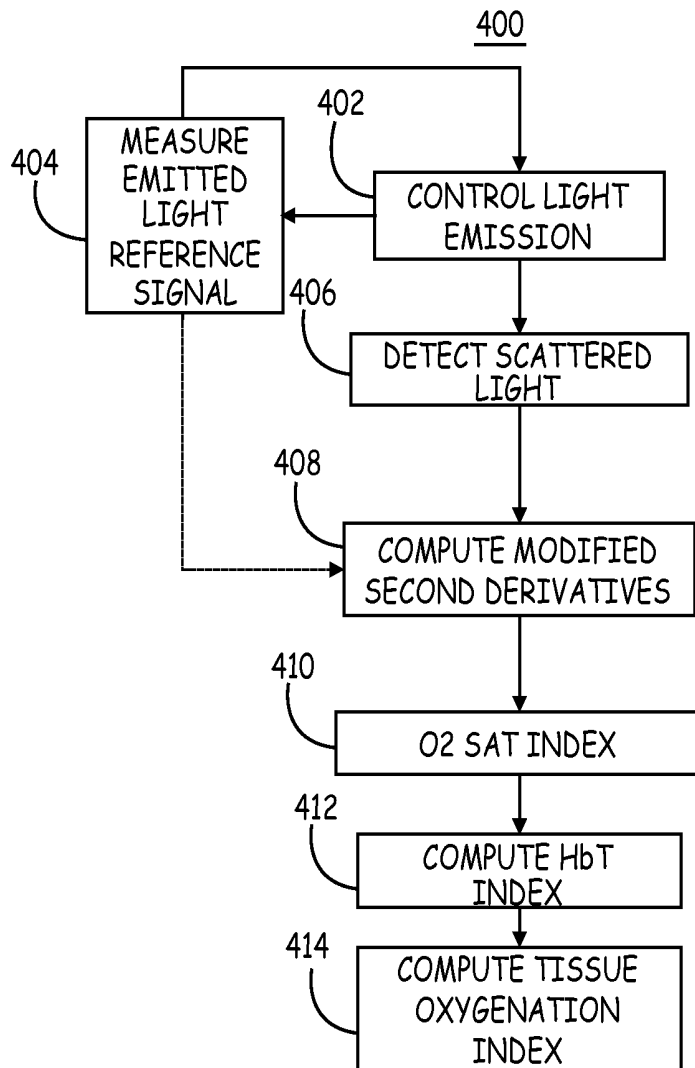 400
402
404
MEASURE
EMITTED
LIGHT
REFERENCE
SIGNAL
CONTROL LIGHT
EMISSION
406
DETECT SCATTERED
LIGHT
408
COMPUTE MODIFIED
SECOND DERIVATIVES
410
O2 SAT INDEX
412
COMPUTE HbT
INDEX
414
COMPUTE TISSUE
OXYGENATION
INDEX